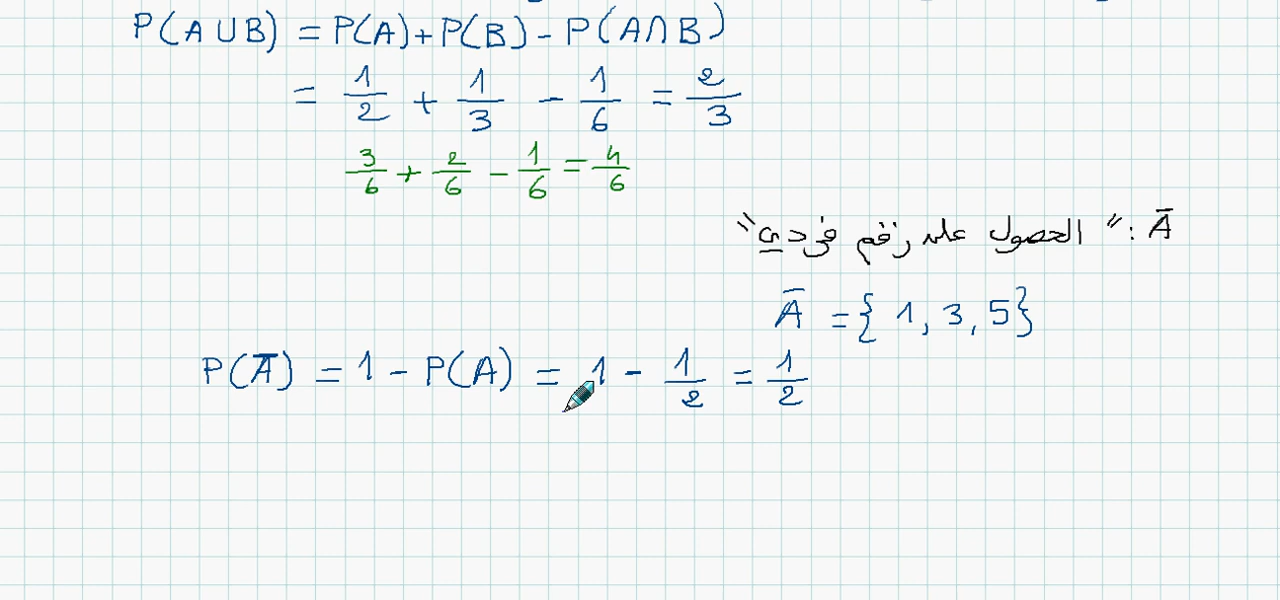 P(A∪B) = P(A) + P(B) - P(A∩B)
= 1/2 + 1/3 - 1/6 = 2/3
3/6 + 2/6 - 1/6 = 4/6
Ā : "الحصول على رقم فردي"
Ā = { 1, 3, 5 }
P(Ā) = 1 - P(A) = 1 - 1/2 = 1/2